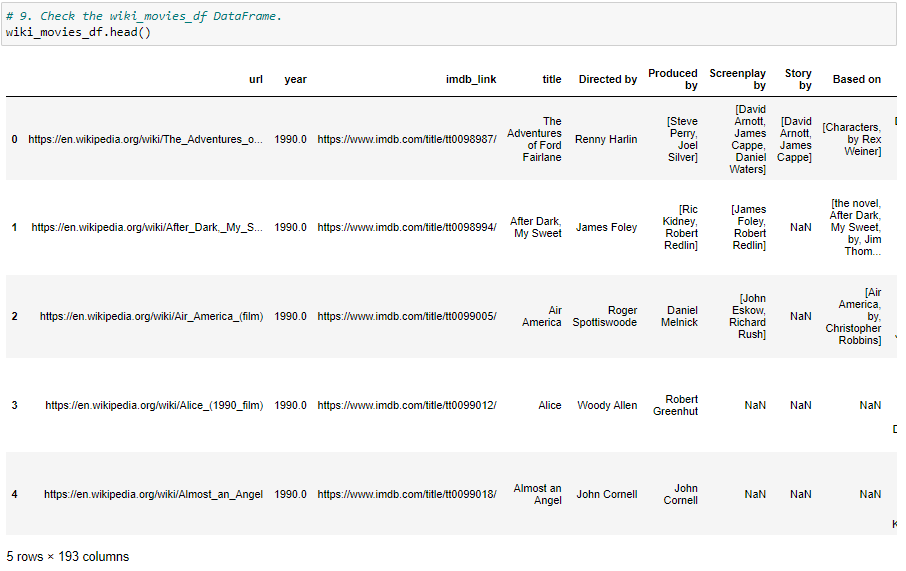 # 9. Check the wiki_movies_df DataFrame.
wiki_movies_df.head()
url year imdb_link title Directed by Produced by Screenplay by Story by Based on
0 https://en.wikipedia.org/wiki/The_Adventures_o... 1990.0 https://www.imdb.com/title/tt0098987/ The Adventures of Ford Fairlane Renny Harlin [Steve Perry, Joel Silver] [David Arnott, James Cappe, Daniel Waters] [David Arnott, James Cappe] [Characters, by Rex Weiner]
1 https://en.wikipedia.org/wiki/After_Dark,_My_S... 1990.0 https://www.imdb.com/title/tt0098994/ After Dark, My Sweet James Foley [Ric Kidney, Robert Redlin] [James Foley, Robert Redlin] NaN [the novel, After Dark, My Sweet, by, Jim Thom...
2 https://en.wikipedia.org/wiki/Air_America_(film) 1990.0 https://www.imdb.com/title/tt0099005/ Air America Roger Spottiswoode Daniel Melnick [John Eskow, Richard Rush] NaN [Air America, by, Christopher Robbins]
3 https://en.wikipedia.org/wiki/Alice_(1990_film) 1990.0 https://www.imdb.com/title/tt0099012/ Alice Woody Allen Robert Greenhut NaN NaN NaN
4 https://en.wikipedia.org/wiki/Almost_an_Angel 1990.0 https://www.imdb.com/title/tt0099018/ Almost an Angel John Cornell John Cornell NaN NaN NaN
5 rows × 193 columns